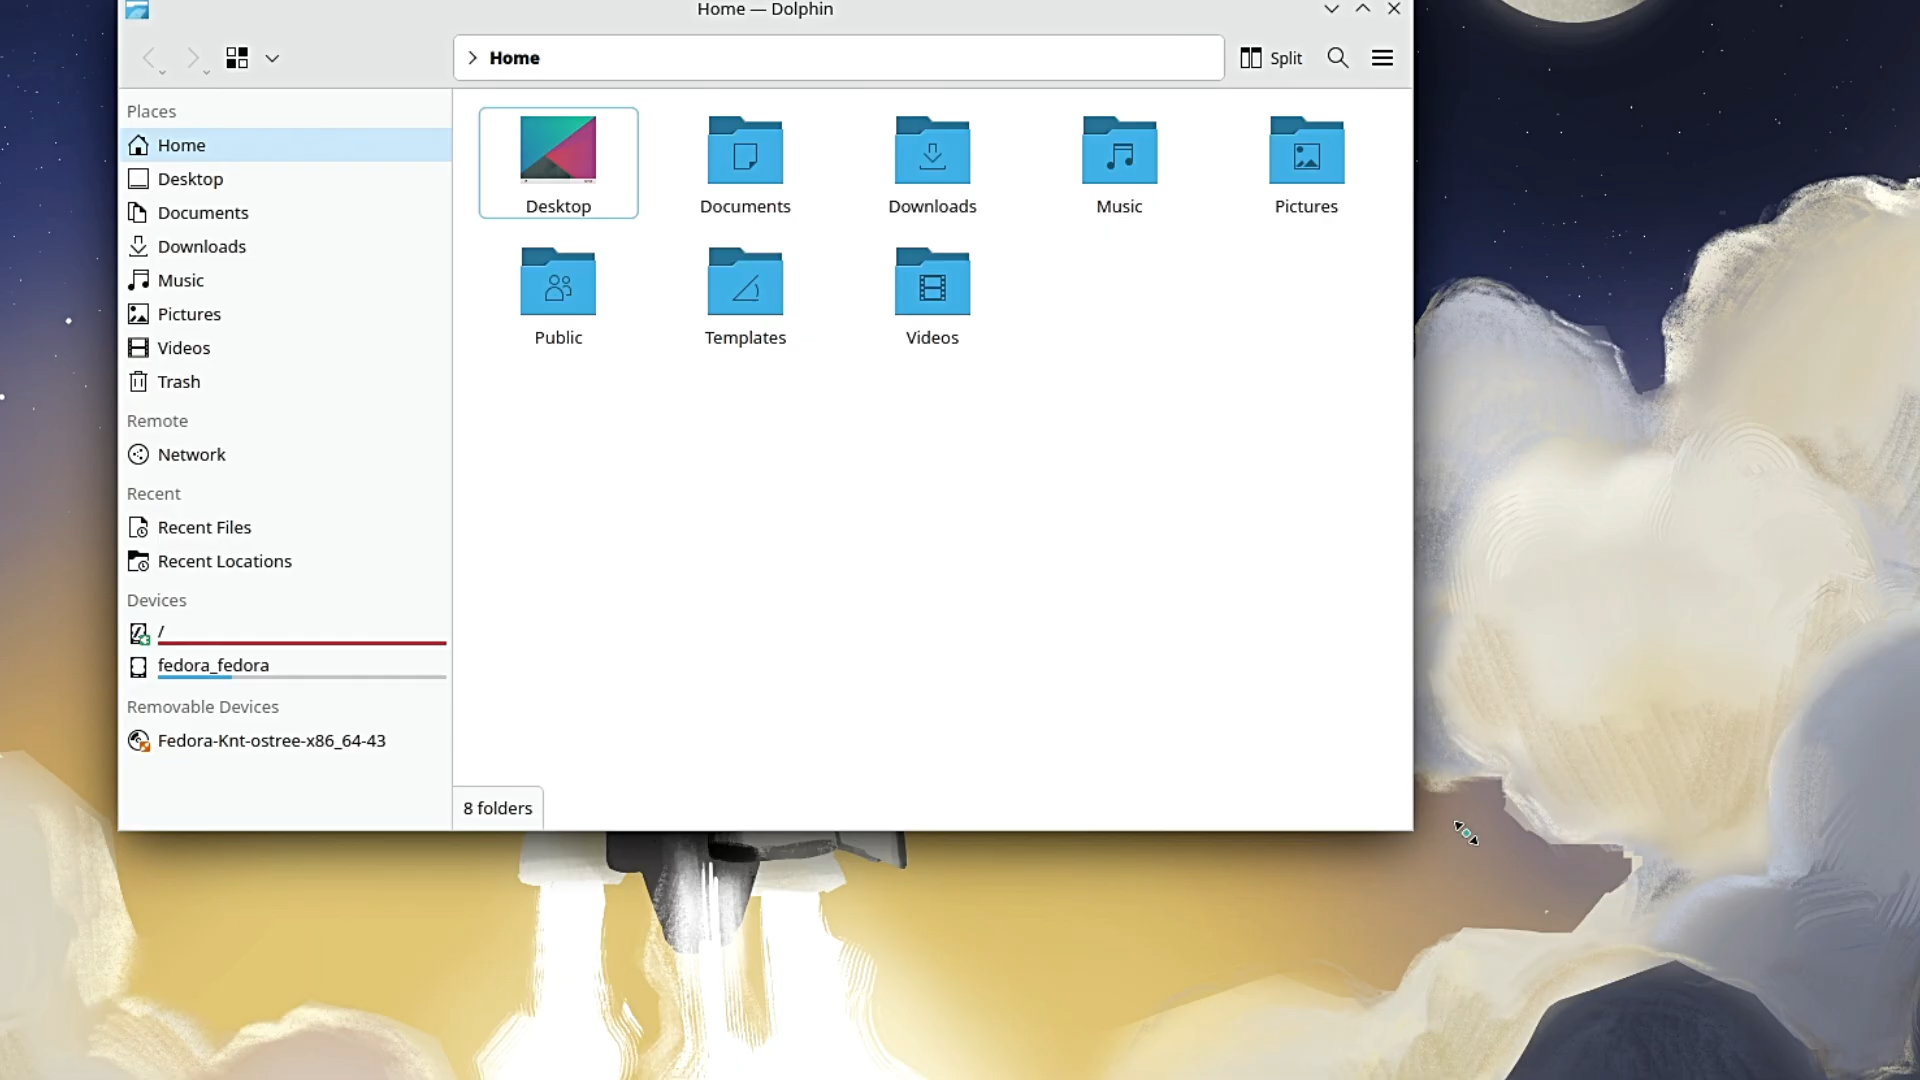 Home — Dolphin
Home
Split
Places
Home
Desktop
Documents
Downloads
Music
Pictures
Videos
Trash
Remote
Network
Recent
Recent Files
Recent Locations
Devices
/
fedora_fedora
Removable Devices
Fedora-Knt-ostree-x86_64-43
Desktop
Documents
Downloads
Music
Pictures
Public
Templates
Videos
8 folders